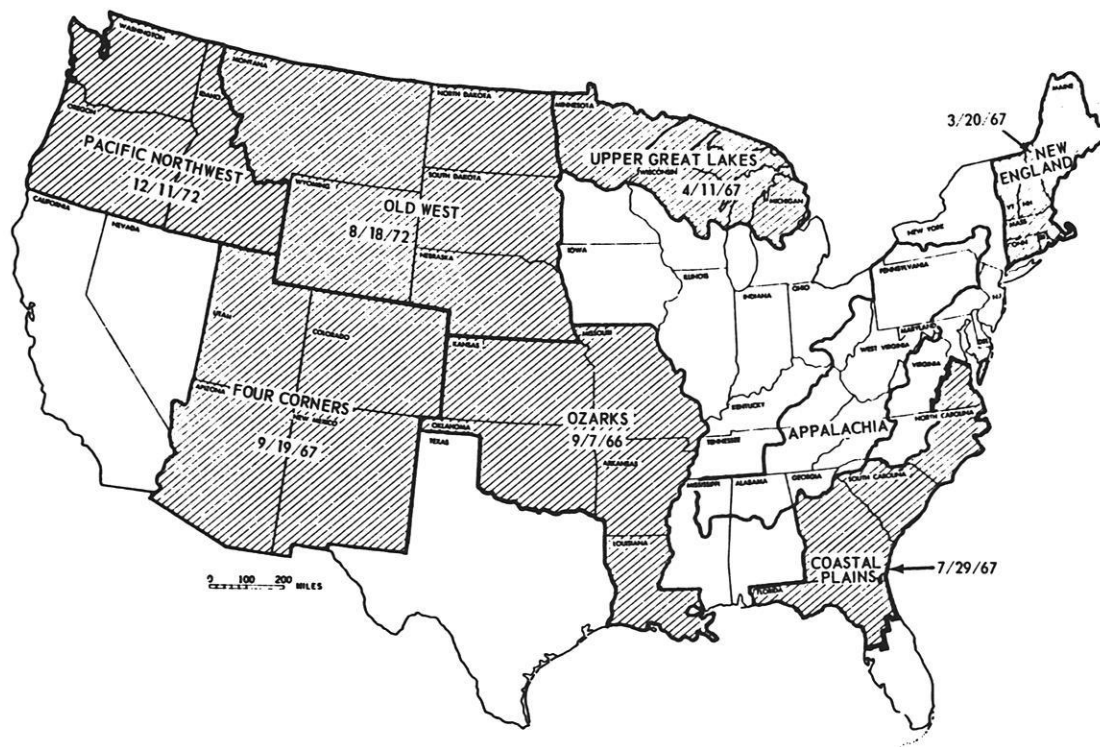 WASHINGTON
MONTANA
NORTH DAKOTA
MINNESOTA
MAINE
IDAHO
OREGON
3/20/67
PACIFIC NORTHWEST
12/11/72
UPPER GREAT LAKES
WISCONSIN
4/11/67
MICHIGAN
NEW
ENGLAND
SOUTH DAKOTA
WYOMING
OLD WEST
8/18/72
VT
NH
MASS
CONN
RI
CALIFORNIA
NEVADA
NEBRASKA
IOWA
NEW YORK
PENNSYLVANIA
ILLINOIS
INDIANA
OHIO
NJ
UTAH
COLORADO
KANSAS
MISSOURI
MARYLAND
DEL
WEST VIRGINIA
VIRGINIA
KENTUCKY
ARIZONA
FOUR CORNERS
NEW MEXICO
9/19/67
OZARKS
9/7/66
OKLAHOMA
TEXAS
ARKANSAS
TENNESSEE
APPALACHIA
NORTH CAROLINA
SOUTH CAROLINA
MISSISSIPPI
ALABAMA
GEORGIA
LOUISIANA
COASTAL
PLAINS
7/29/67
FLORIDA
0 100 200
MILES